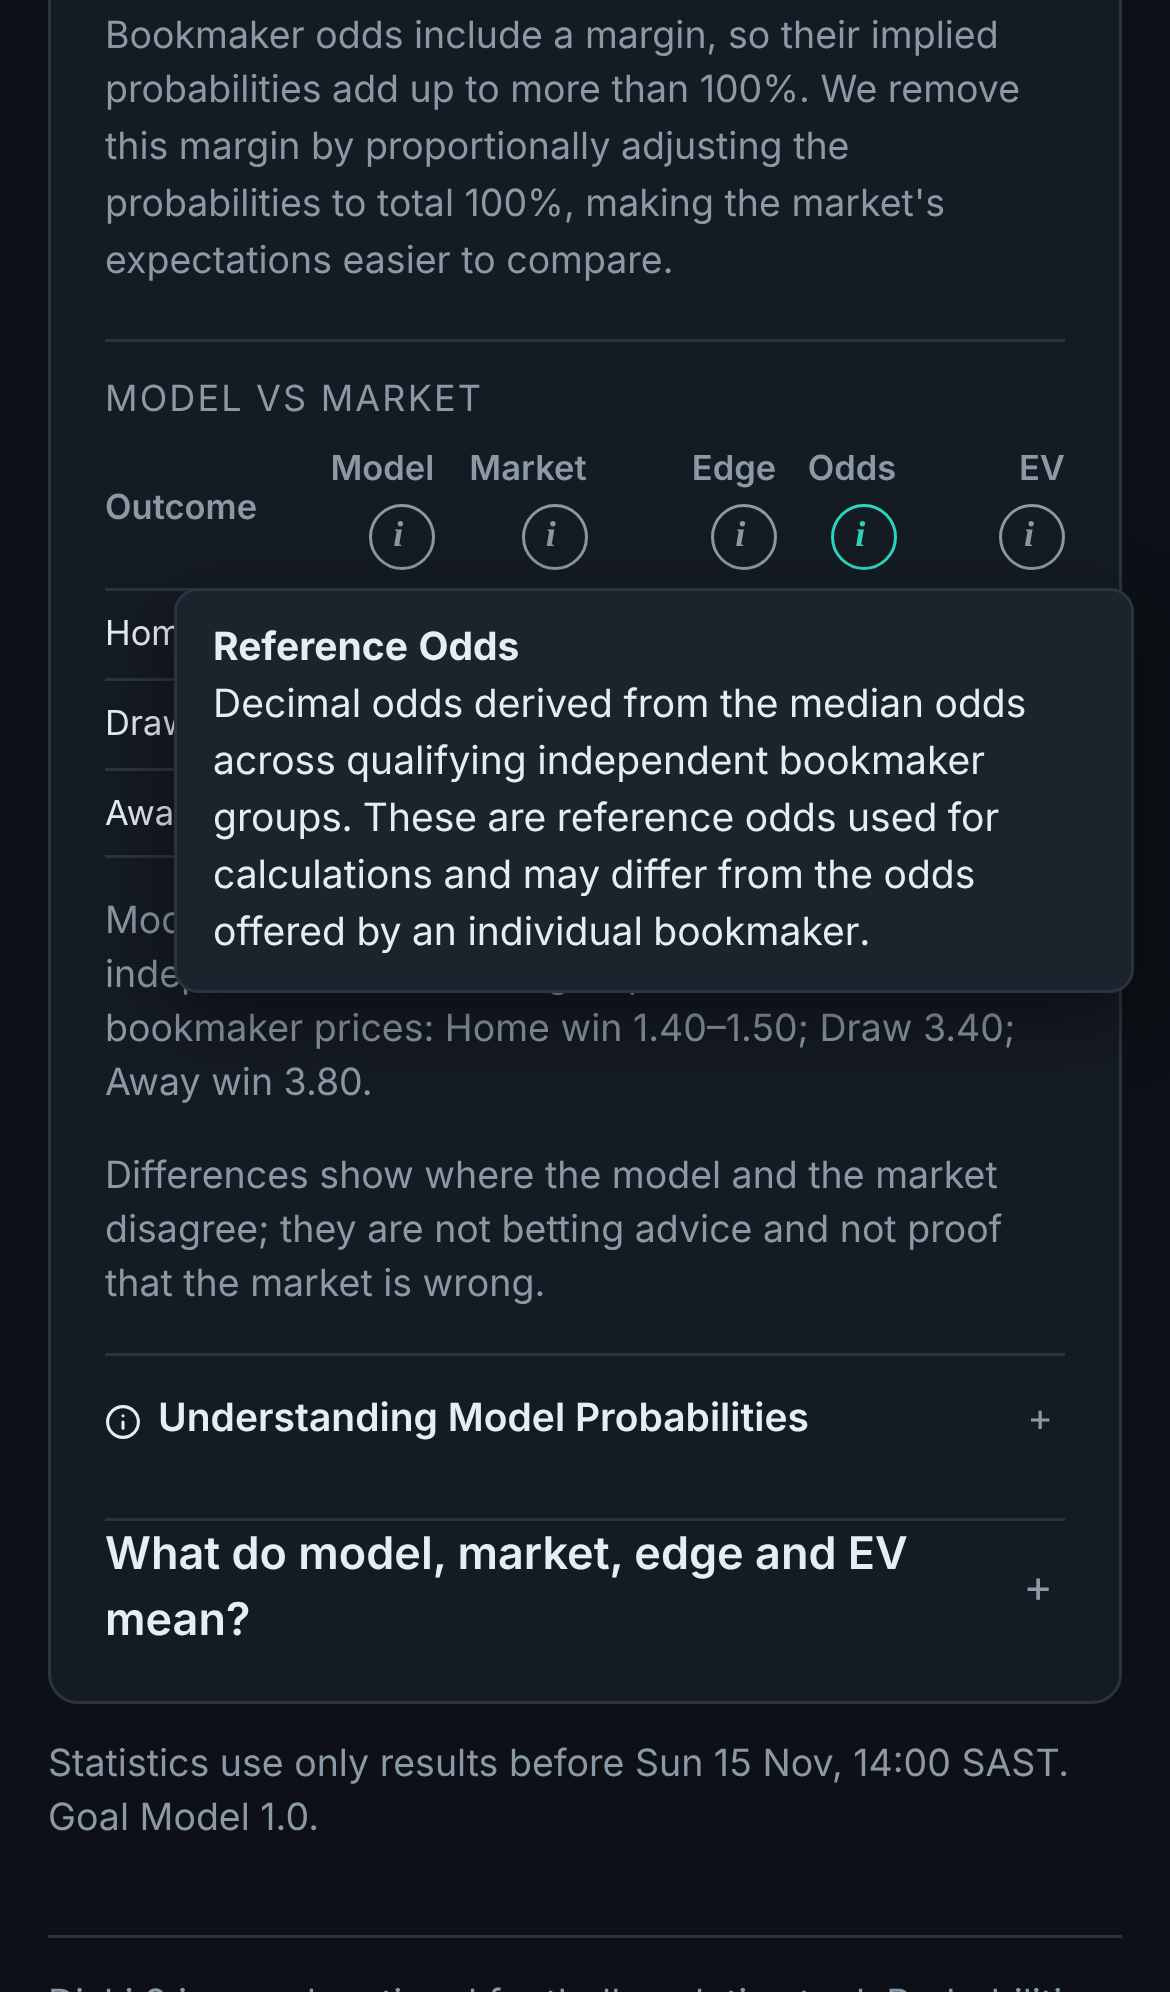 Bookmaker odds include a margin, so their implied
probabilities add up to more than 100%. We remove
this margin by proportionally adjusting the
probabilities to total 100%, making the market's
expectations easier to compare.
MODEL VS MARKET
Outcome Model Market Edge Odds EV
i i i i i
Reference Odds
Decimal odds derived from the median odds
across qualifying independent bookmaker
groups. These are reference odds used for
calculations and may differ from the odds
offered by an individual bookmaker.
bookmaker prices: Home win 1.40–1.50; Draw 3.40;
Away win 3.80.
Differences show where the model and the market
disagree; they are not betting advice and not proof
that the market is wrong.
Understanding Model Probabilities +
What do model, market, edge and EV
mean? +
Statistics use only results before Sun 15 Nov, 14:00 SAST.
Goal Model 1.0.